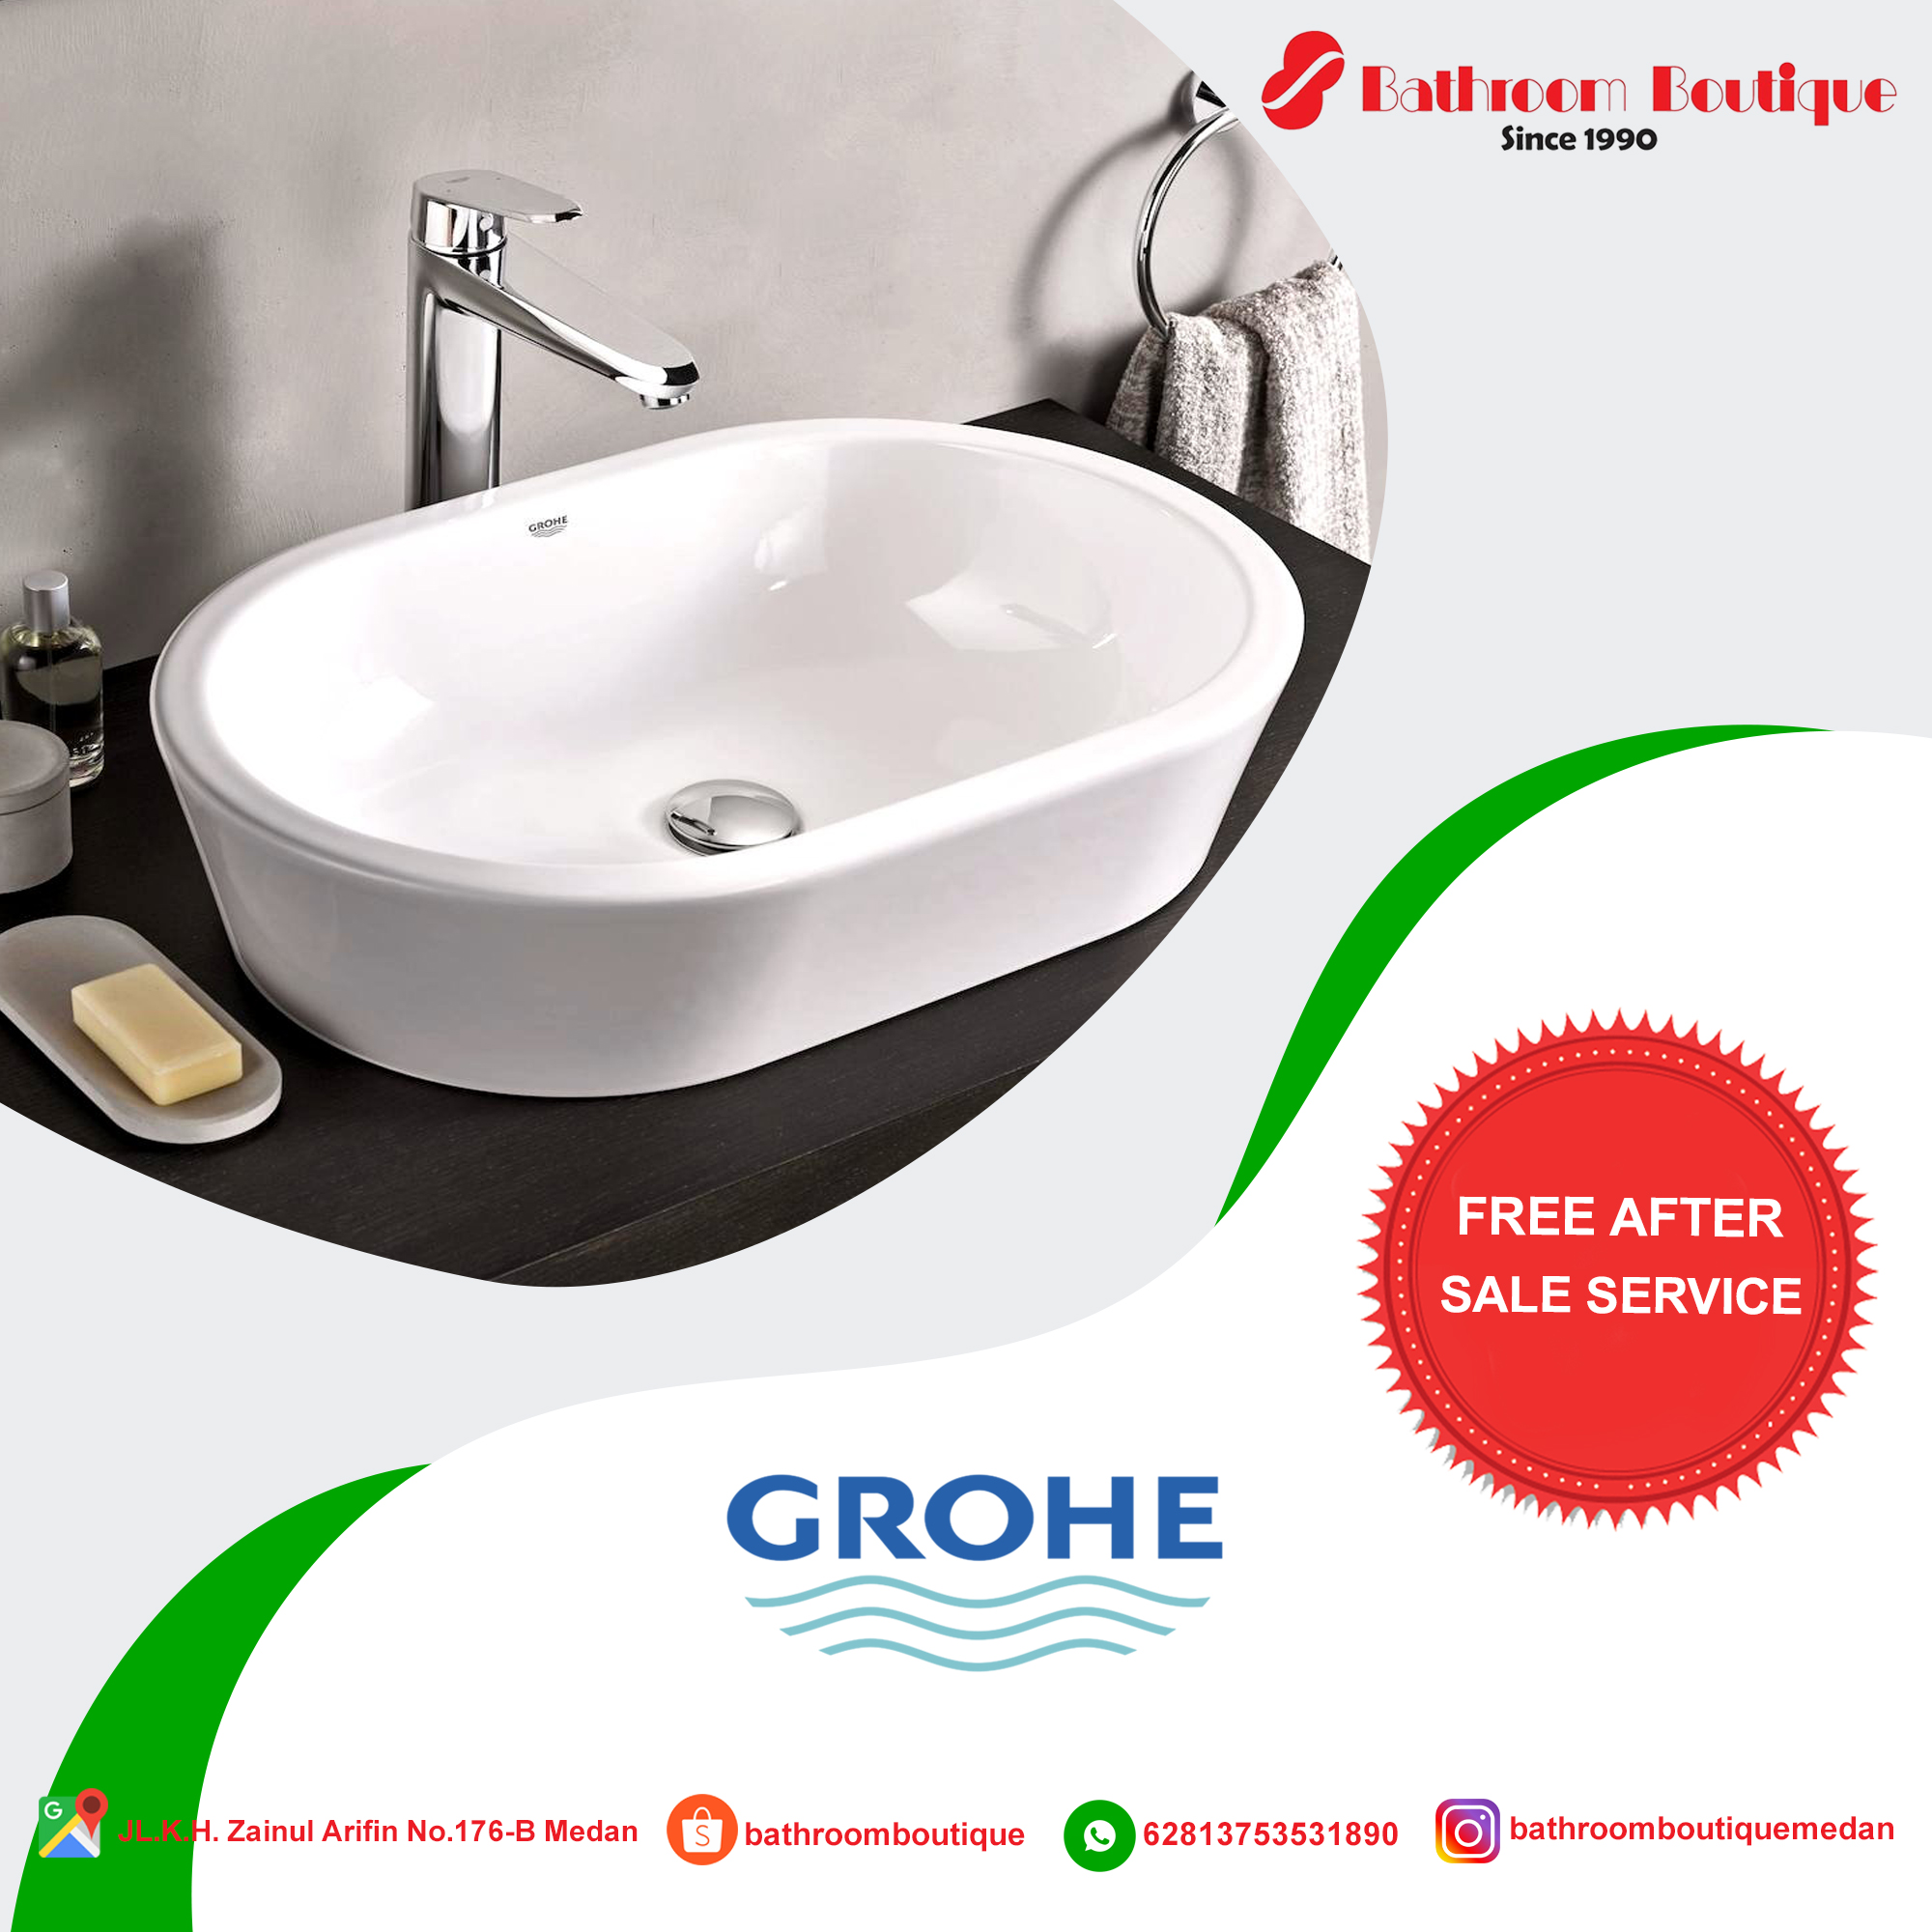 Bathroom Boutique
Since 1990
GROHE
FREE AFTER
SALE SERVICE
GROHE
JL.K.H. Zainul Arifin No.176-B Medan
bathroomboutique
62813753531890
bathroomboutiquemedan